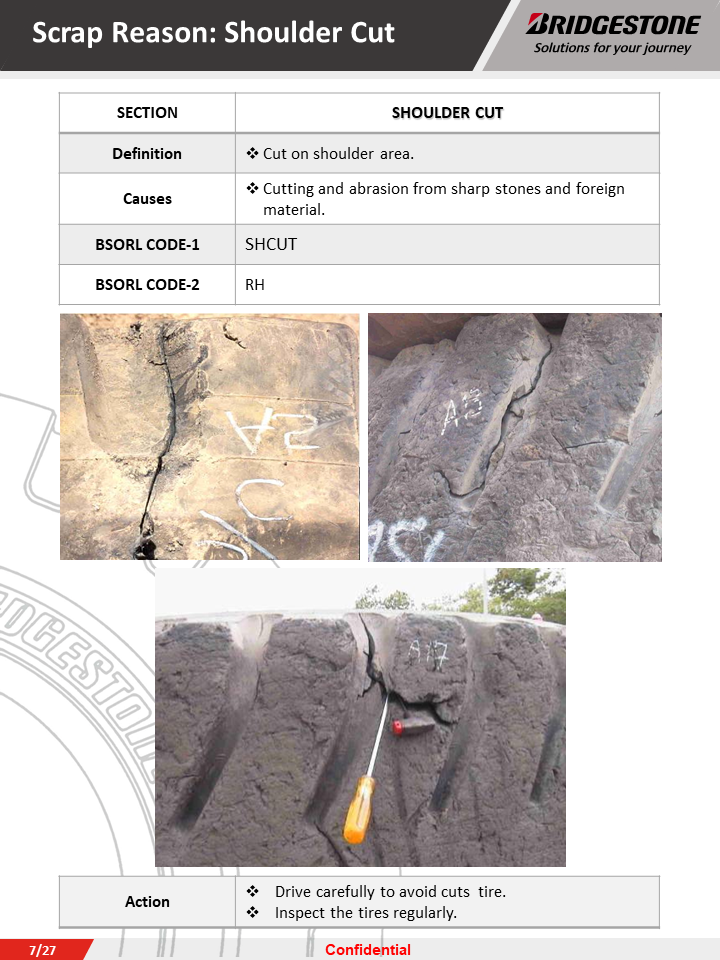 Scrap Reason: Shoulder Cut
BRIDGESTONE
Solutions for your journey
SECTION
SHOULDER CUT
Definition
❖ Cut on shoulder area.
Causes
❖ Cutting and abrasion from sharp stones and foreign
material.
BSORL CODE-1
SHCUT
BSORL CODE-2
RH
A13
A17
BRIDGESTONE
Action
❖ Drive carefully to avoid cuts tire.
❖ Inspect the tires regularly.
7/27
Confidential